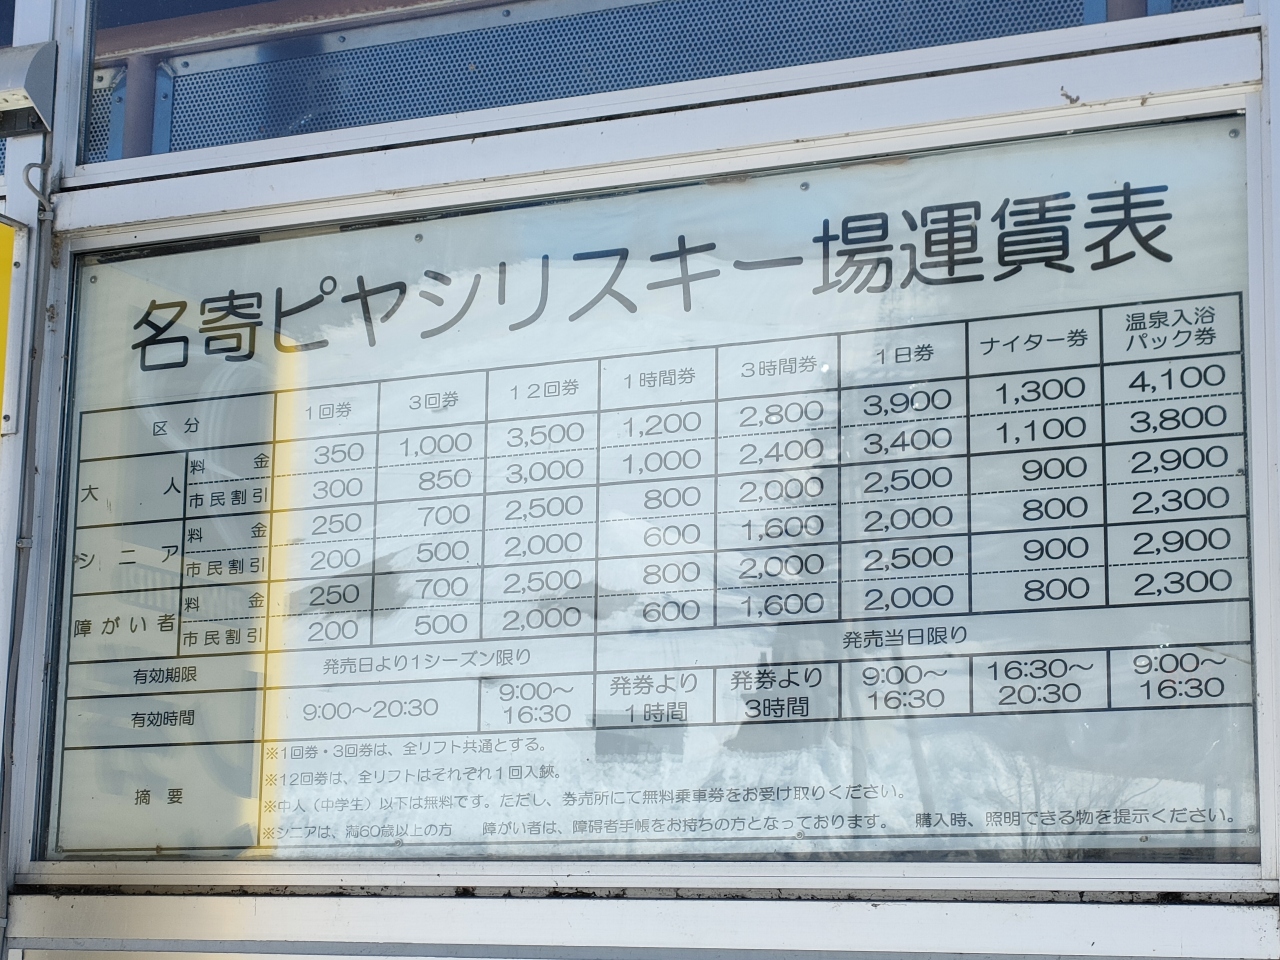 名寄ピヤシリスキー場運賃表
区分 1回券 3回券 12回券 1時間券 3時間券 1日券 ナイター券 温泉入浴パック券
大人 料金 350 1,000 3,500 1,200 2,800 3,900 1,300 4,100
市民割引 300 850 3,000 1,000 2,400 3,400 1,100 3,800
シニア 料金 250 700 2,500 800 2,000 2,500 900 2,900
市民割引 200 500 2,000 600 1,600 2,000 800 2,300
障がい者 料金 250 700 2,500 800 2,000 2,500 900 2,900
市民割引 200 500 2,000 600 1,600 2,000 800 2,300
有効期限 発売日より1シーズン限り 発売当日限り
有効時間 9:00〜20:30 9:00〜16:30 発券より1時間 発券より3時間 9:00〜16:30 16:30〜20:30 9:00〜16:30
摘要
※1回券・3回券は、全リフト共通とする。
※12回券は、全リフトはそれぞれ1回入鋏。
※中人（中学生）以下は無料です。ただし、券売所にて無料乗車券をお受け取りください。
※シニアは、満60歳以上の方 障がい者は、障碍者手帳をお持ちの方となっております。 購入時、照明できる物を提示ください。